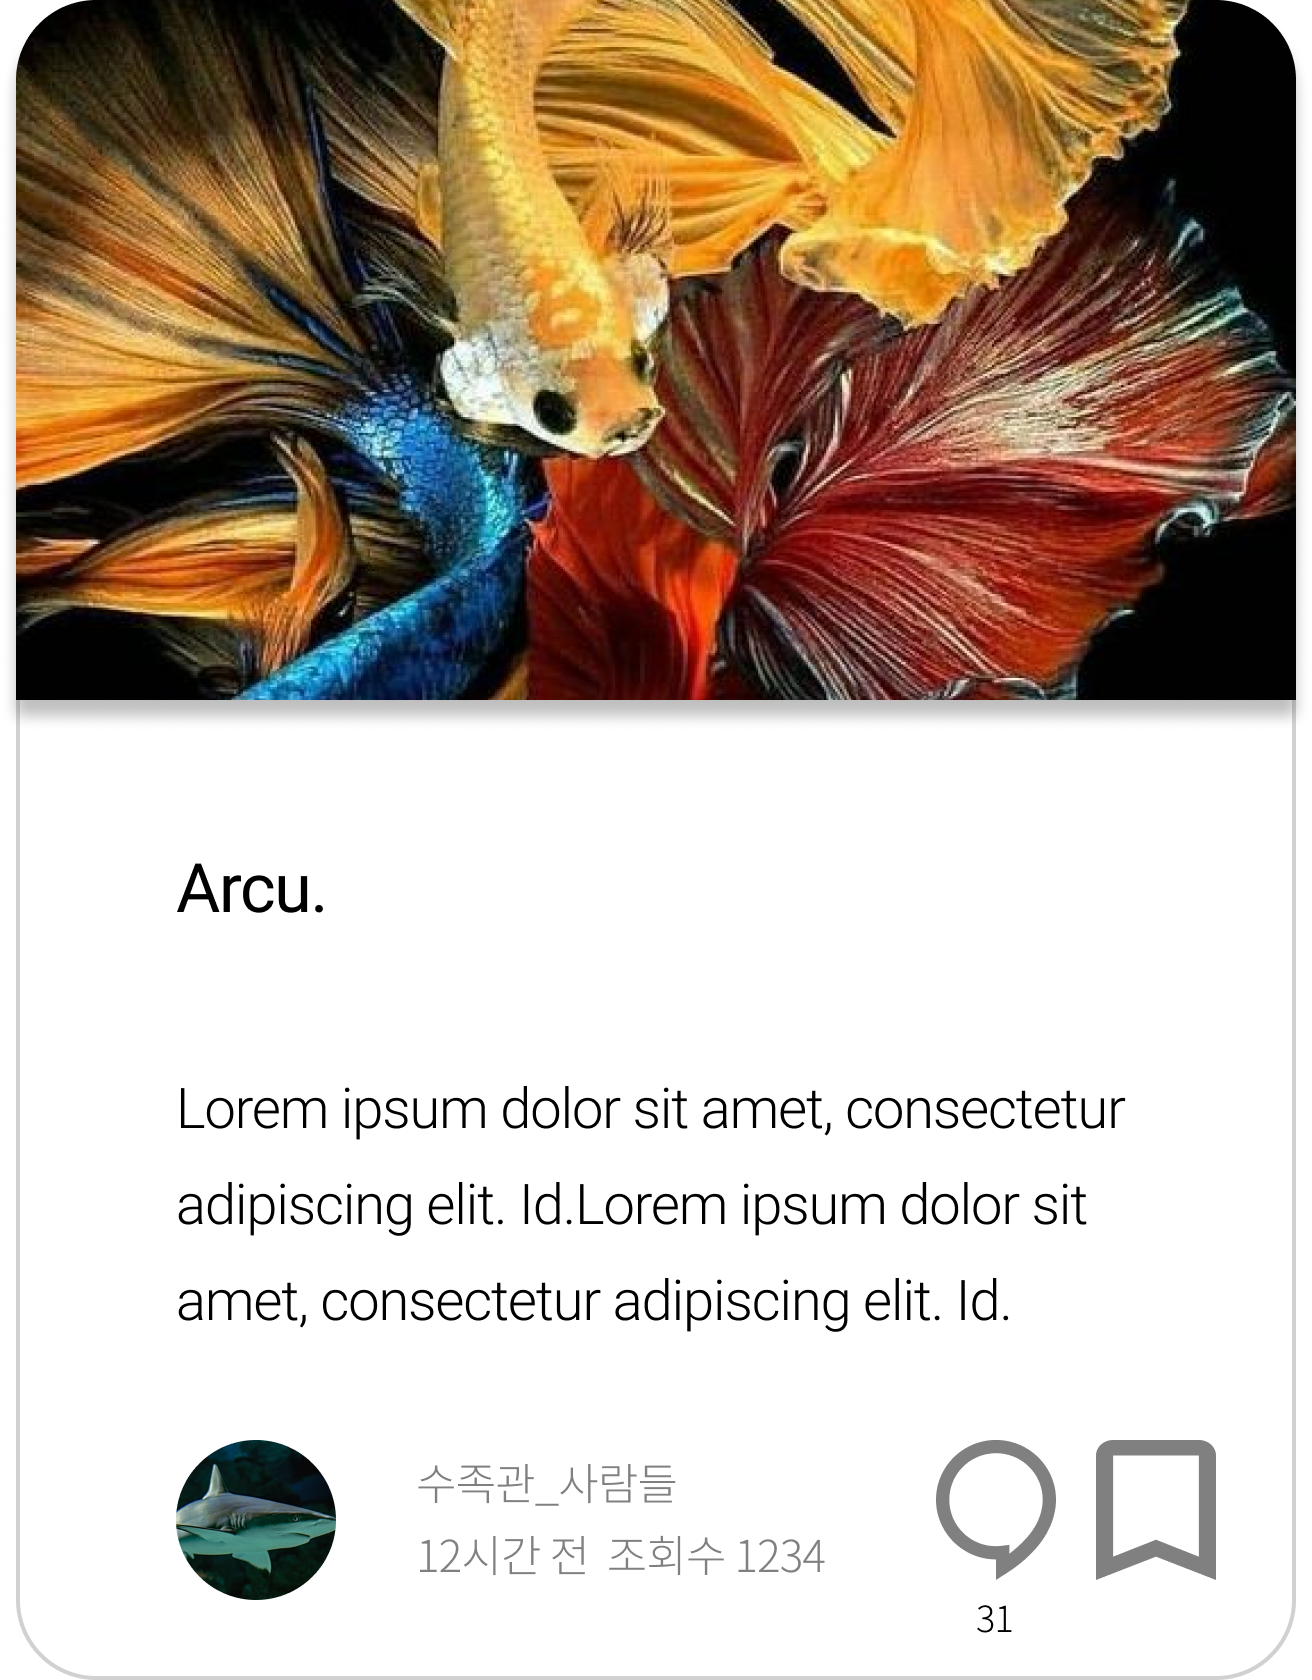 Arcu.
Lorem ipsum dolor sit amet, consectetur
adipiscing elit. Id.Lorem ipsum dolor sit
amet, consectetur adipiscing elit. Id.
수족관_사람들
12시간 전 조회수 1234
31